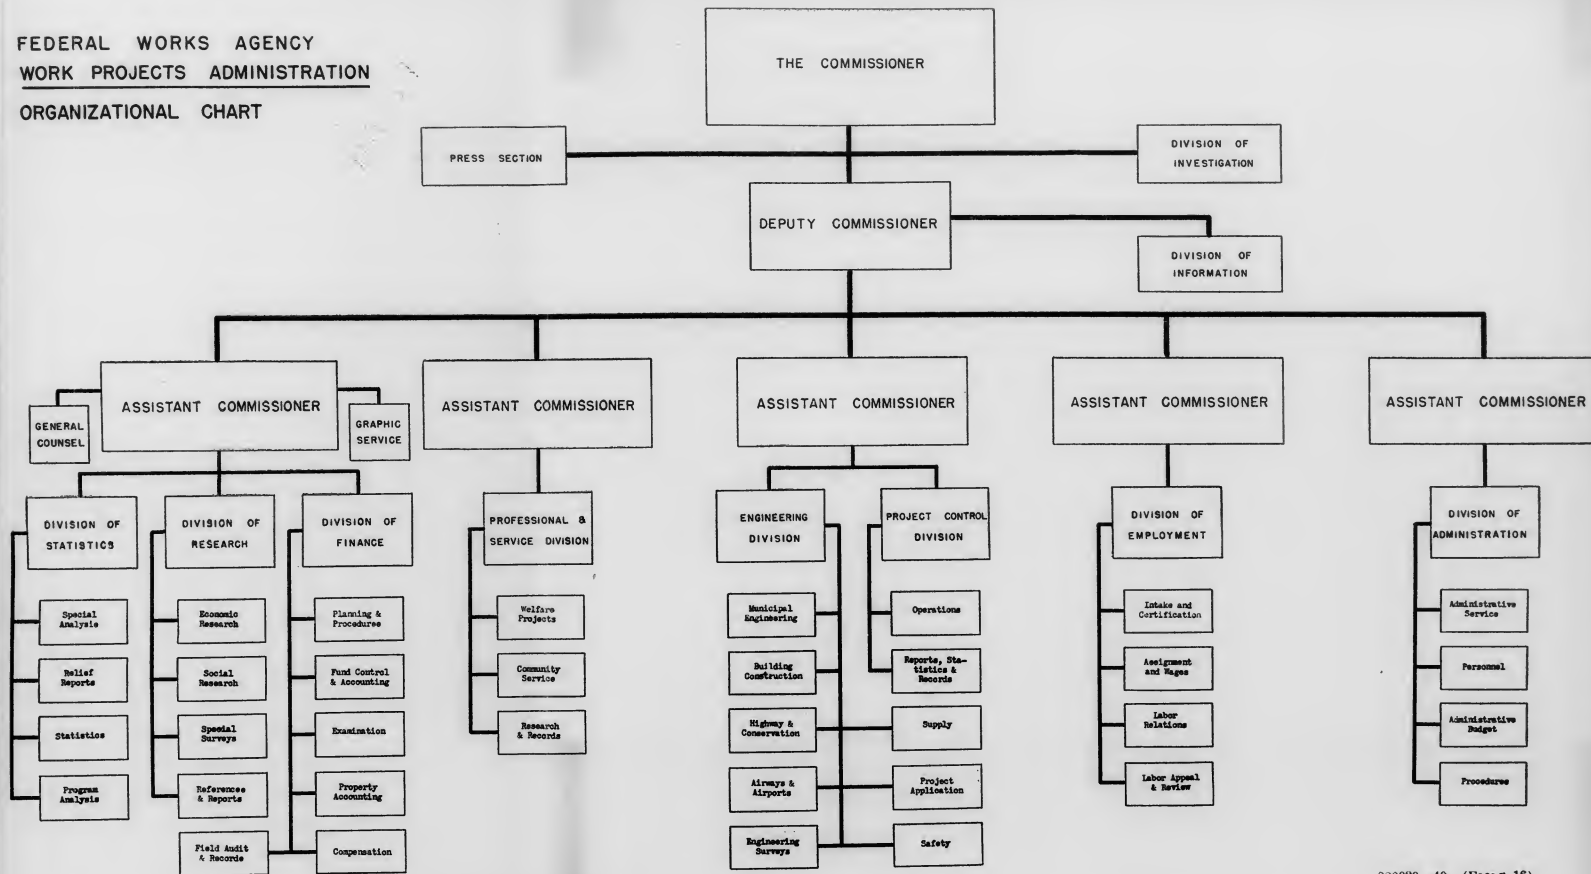 FEDERAL WORKS AGENCY
WORK PROJECTS ADMINISTRATION
ORGANIZATIONAL CHART
THE COMMISSIONER
PRESS SECTION
DIVISION OF
INVESTIGATION
DEPUTY COMMISSIONER
DIVISION OF
INFORMATION
GENERAL
COUNSEL
ASSISTANT COMMISSIONER
GRAPHIC
SERVICE
ASSISTANT COMMISSIONER
ASSISTANT COMMISSIONER
ASSISTANT COMMISSIONER
ASSISTANT COMMISSIONER
DIVISION OF
STATISTICS
DIVISION OF
RESEARCH
DIVISION OF
FINANCE
PROFESSIONAL &
SERVICE DIVISION
ENGINEERING
DIVISION
PROJECT CONTROL
DIVISION
DIVISION OF
EMPLOYMENT
DIVISION OF
ADMINISTRATION
Special
Analysis
Relief
Reports
Statistics
Program
Analysis
Economic
Research
Social
Research
Special
Surveys
References
& Reports
Field Audit
& Records
Planning &
Procedures
Fund Control
& Accounting
Examination
Property
Accounting
Compensation
Welfare
Projects
Community
Service
Research
& Records
Municipal
Engineering
Building
Construction
Highway &
Conservation
Airways &
Airports
Engineering
Surveys
Operations
Reports, Sta-
tistics &
Records
Supply
Project
Application
Safety
Intake and
Certification
Assignment
and Wages
Labor
Relations
Labor Appeal
& Review
Administrative
Service
Personnel
Administrative
Budget
Procedures